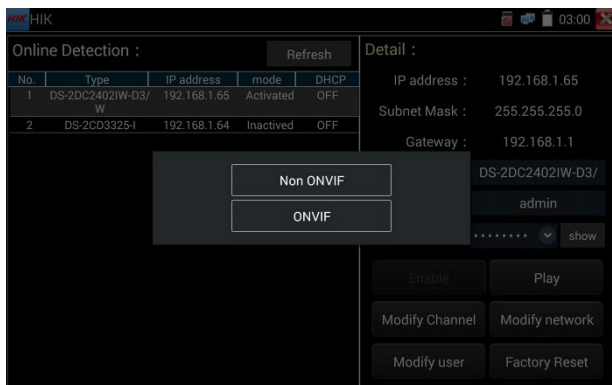 HIK HIK
03:00
Online Detection :
Refresh
No. Type IP address mode DHCP
1 DS-2DC2402IW-D3/W 192.168.1.65 Activated OFF
2 DS-2CD3325-I 192.168.1.64 Inactived OFF
Non ONVIF
ONVIF
Detail :
IP address : 192.168.1.65
Subnet Mask : 255.255.255.0
Gateway : 192.168.1.1
DS-2DC2402IW-D3/
admin
•••••••• show
Enable Play
Modify Channel Modify network
Modify user Factory Reset